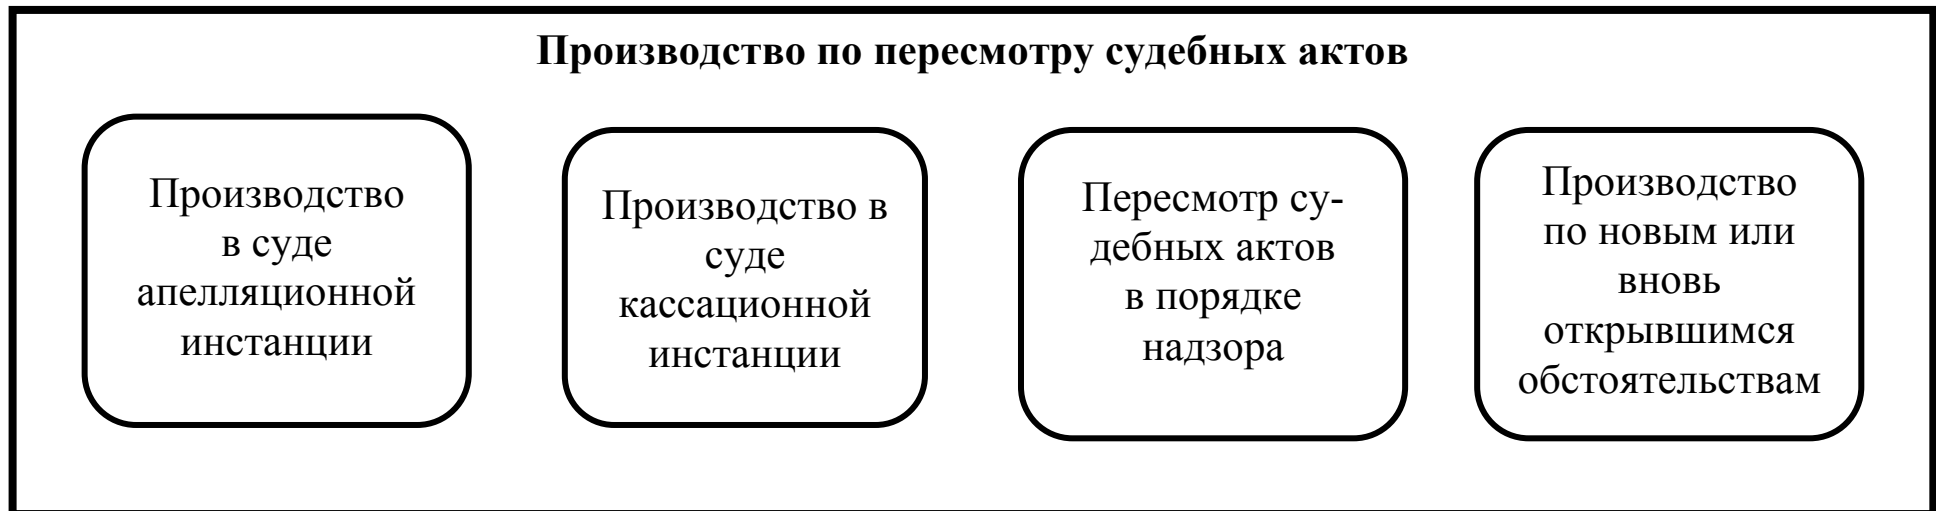 Производство по пересмотру судебных актов
Производство
в суде
апелляционной
инстанции
Производство в
суде
кассационной
инстанции
Пересмотр су-
дебных актов
в порядке
надзора
Производство
по новым или
вновь
открывшимся
обстоятельствам